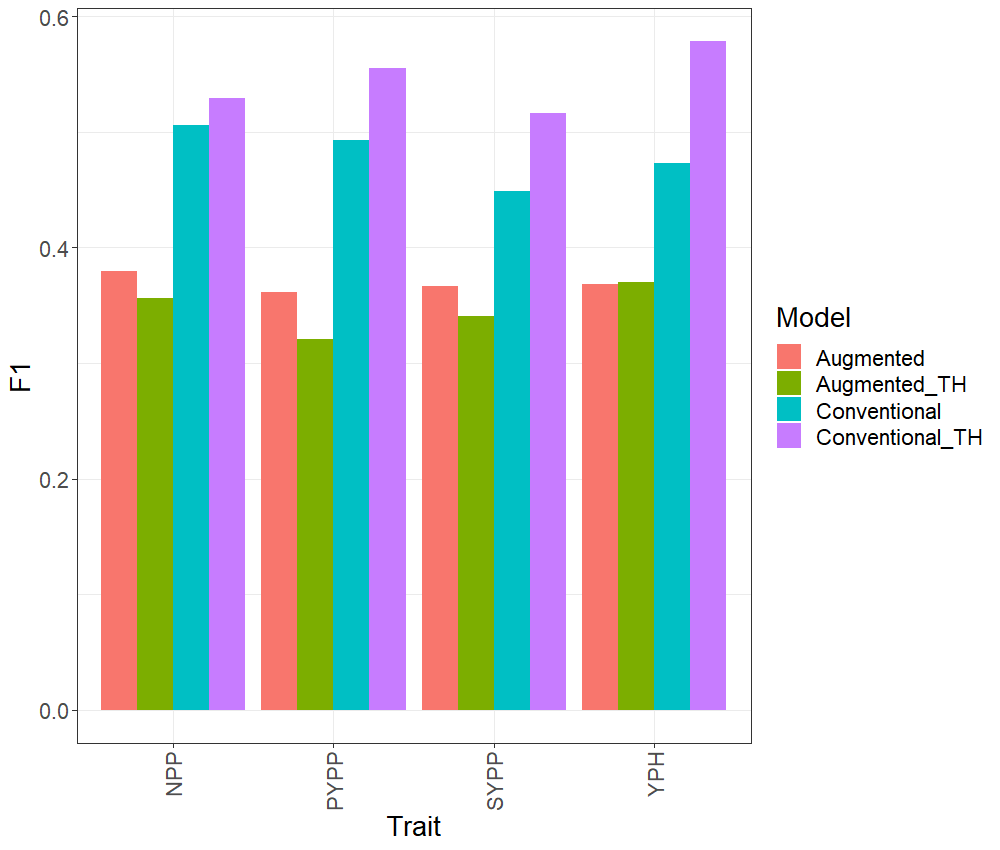 0.6
0.4
0.2
0.0
F1
NPP
PYPP
SYPP
YPH
Trait
Model
Augmented
Augmented_TH
Conventional
Conventional_TH